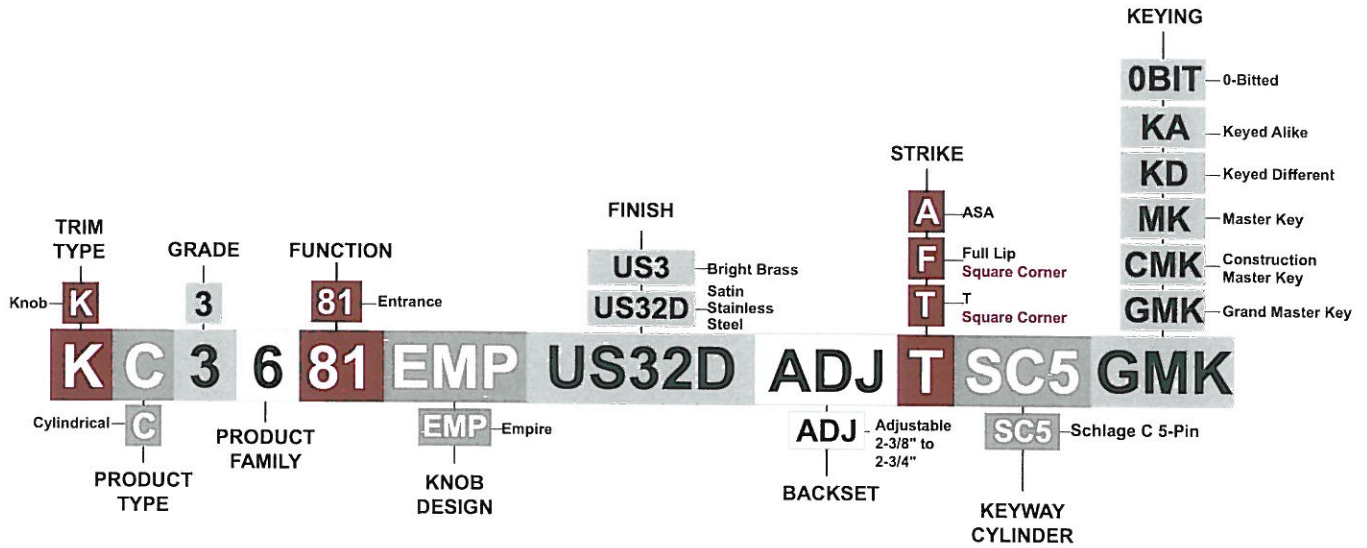 KEYING
0BIT 0-Bitted
KA Keyed Alike
KD Keyed Different
MK Master Key
CMK Construction
Master Key
GMK Grand Master Key
STRIKE
A ASA
F Full Lip
Square Corner
T T
Square Corner
FINISH
US3 Bright Brass
US32D Satin
Stainless
Steel
TRIM
TYPE
Knob K
GRADE
3
FUNCTION
81 Entrance
K C 3 6 81 EMP US32D ADJ T SC5 GMK
Cylindrical C
PRODUCT
TYPE
PRODUCT
FAMILY
EMP Empire
KNOB
DESIGN
ADJ Adjustable
2-3/8" to
2-3/4"
BACKSET
SC5 Schlage C 5-Pin
KEYWAY
CYLINDER